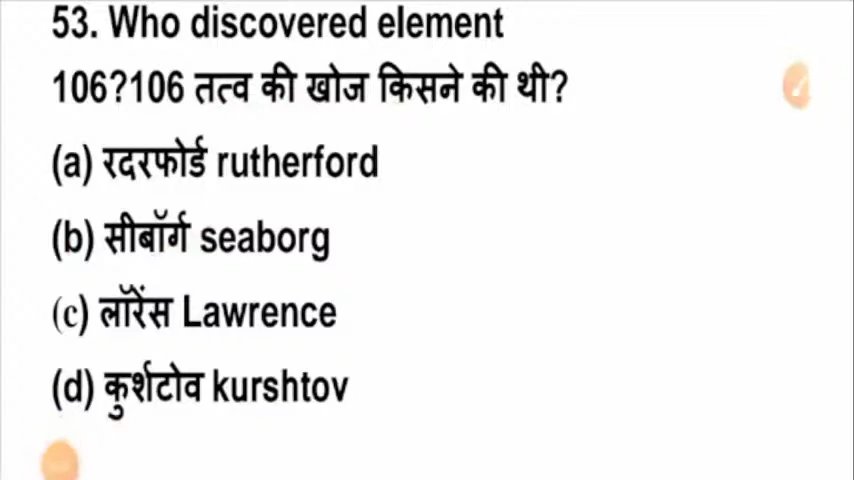 53. Who discovered element
106?106 तत्व की खोज किसने की थी?
(a) रदरफोर्ड rutherford
(b) सीबॉर्ग seaborg
(c) लॉरेंस Lawrence
(d) कुर्शटोव kurshtov